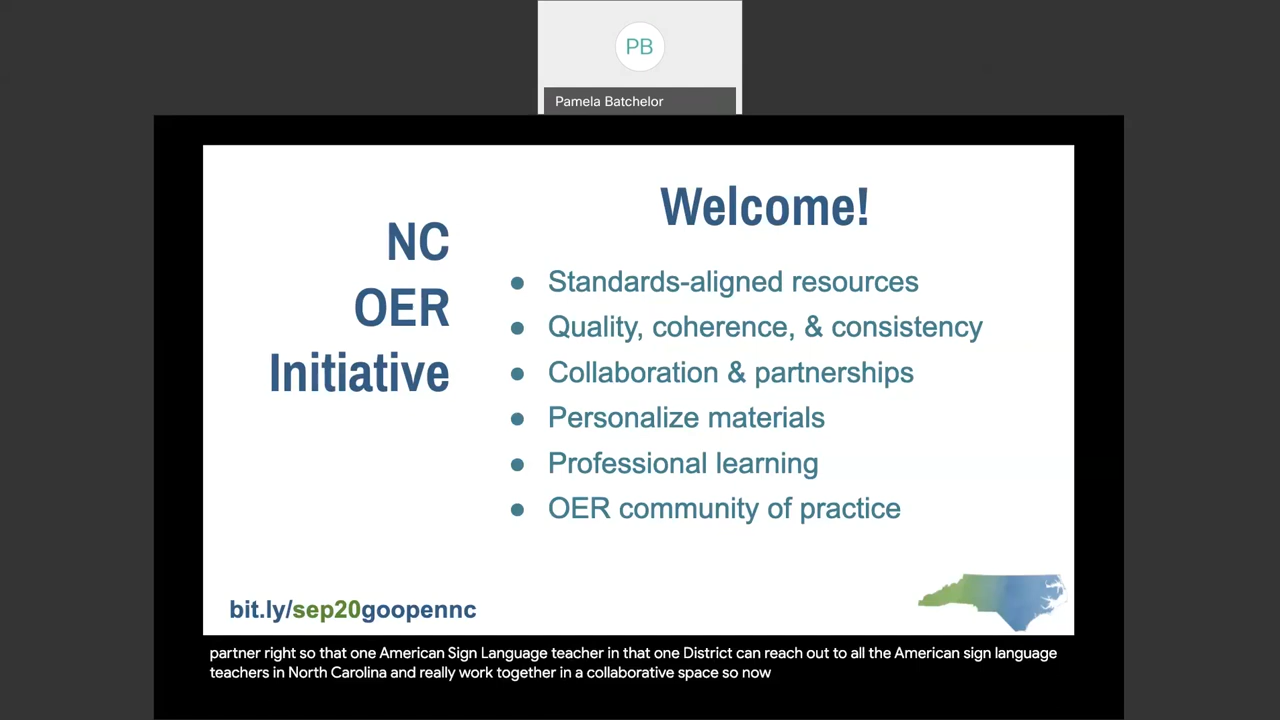 PB
Pamela Batchelor
NC
OER
Initiative
Welcome!
● Standards-aligned resources
● Quality, coherence, & consistency
● Collaboration & partnerships
● Personalize materials
● Professional learning
● OER community of practice
bit.ly/sep20goopennc
partner right so that one American Sign Language teacher in that one District can reach out to all the American sign language
teachers in North Carolina and really work together in a collaborative space so now